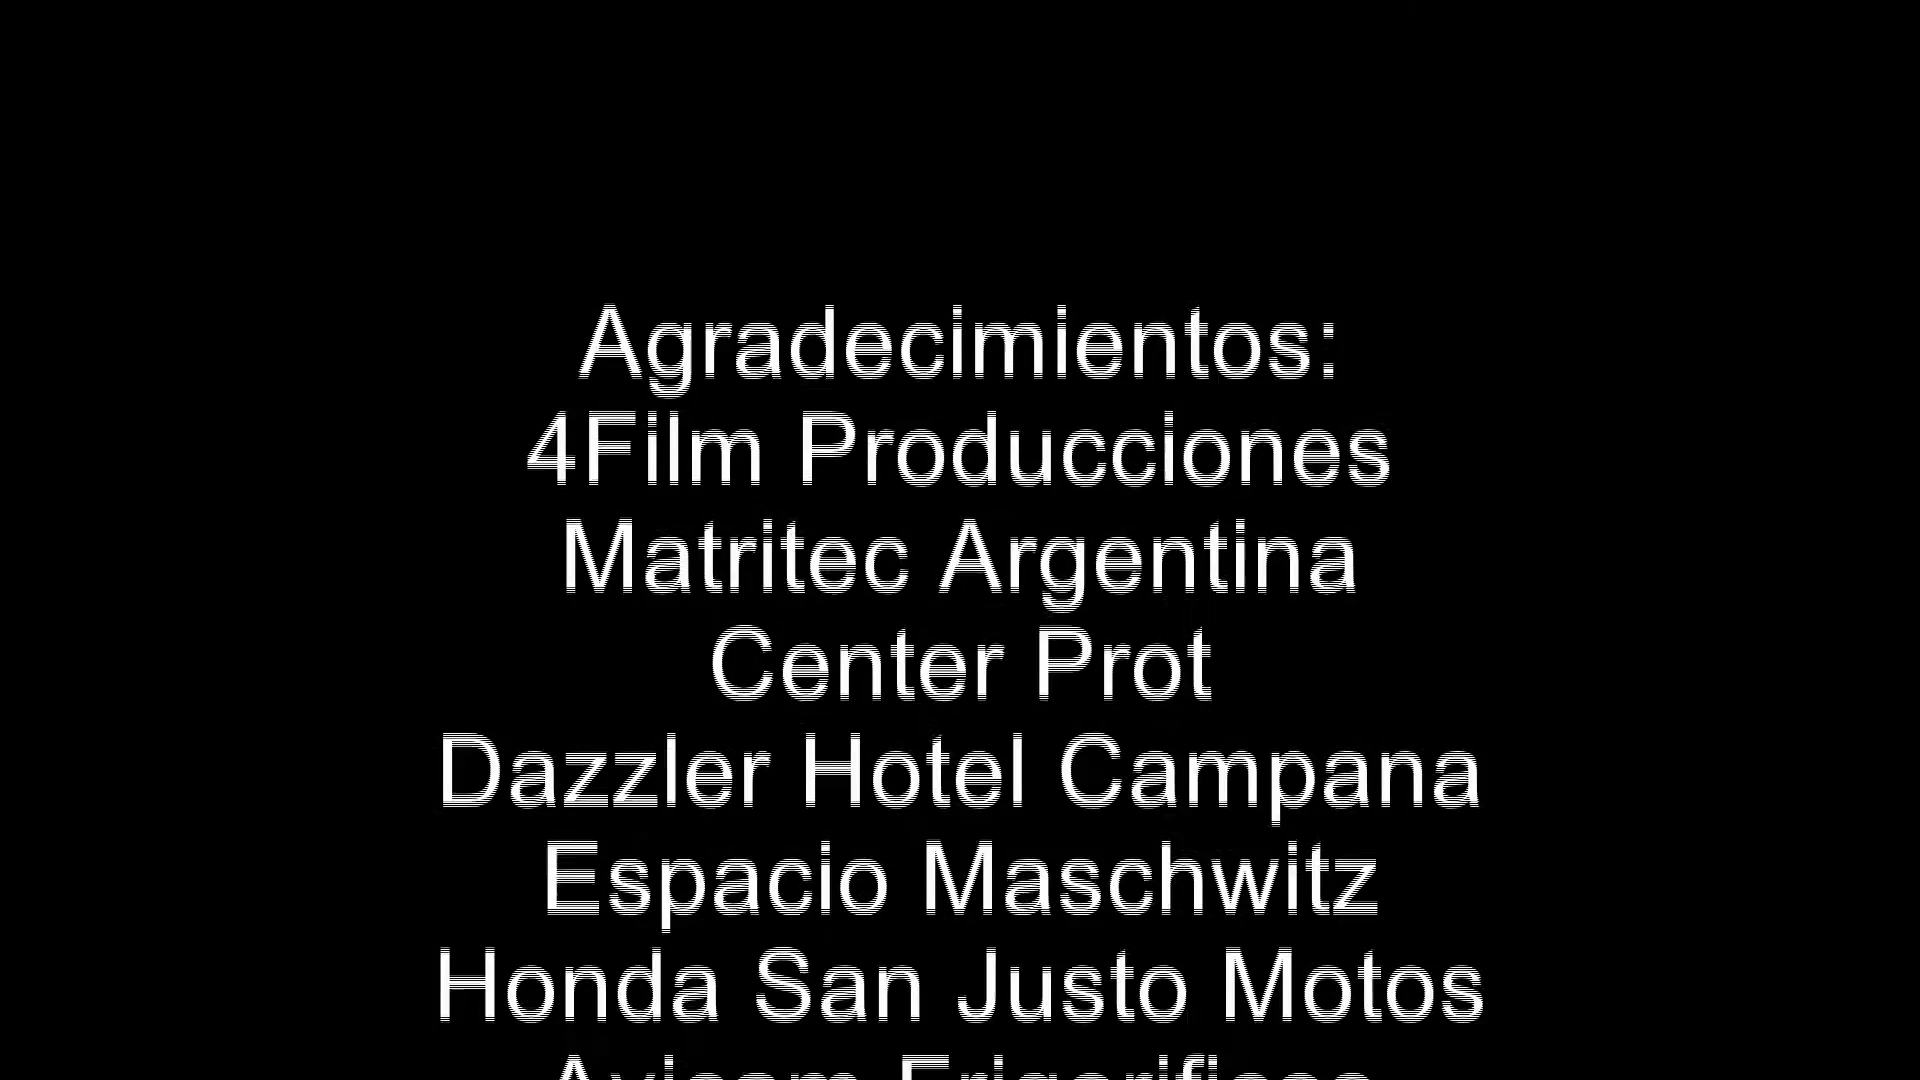 Agradecimientos:
4Film Producciones
Matritec Argentina
Center Prot
Dazzler Hotel Campana
Espacio Maschwitz
Honda San Justo Motos